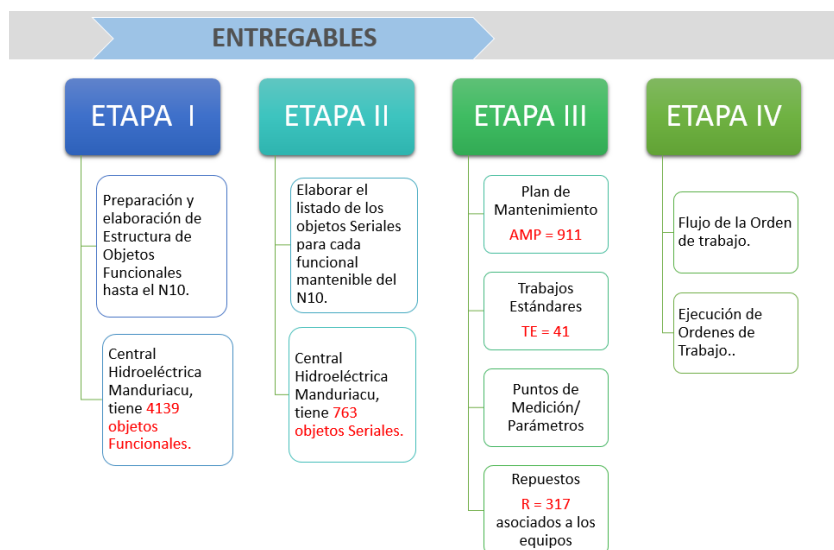 ENTREGABLES
ETAPA I
Preparación y
elaboración de
Estructura de
Objetos
Funcionales
hasta el N10.
Central
Hidroeléctrica
Manduriacu,
tiene 4139
objetos
Funcionales.
ETAPA II
Elaborar el
listado de los
objetos Seriales
para cada
funcional
mantenible del
N10.
Central
Hidroeléctrica
Manduriacu,
tiene 763
objetos Seriales.
ETAPA III
Plan de
Mantenimiento
AMP = 911
Trabajos
Estándares
TE = 41
Puntos de
Medición/
Parámetros
Repuestos
R = 317
asociados a los
equipos
ETAPA IV
Flujo de la Orden
de trabajo.
Ejecución de
Ordenes de
Trabajo..